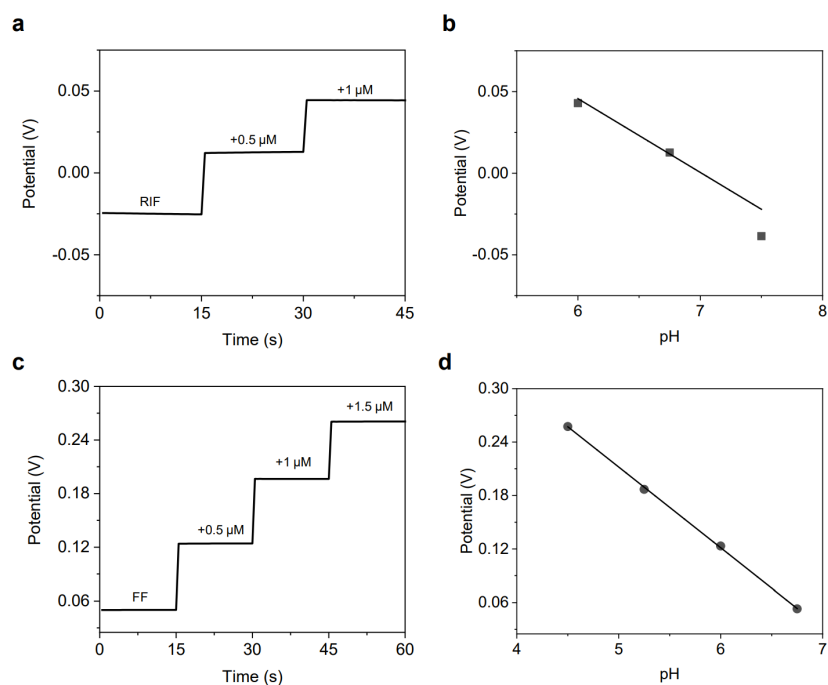 a
Potential (V)
0.05
0.00
-0.05
RIF
+0.5 µM
+1 µM
0 15 30 45
Time (s)
b
Potential (V)
0.05
0.00
-0.05
6 7 8
pH
c
Potential (V)
0.30
0.24
0.18
0.12
0.06
FF
+0.5 µM
+1 µM
+1.5 µM
0 15 30 45 60
Time (s)
d
Potential (V)
0.30
0.24
0.18
0.12
0.06
4 5 6 7
pH